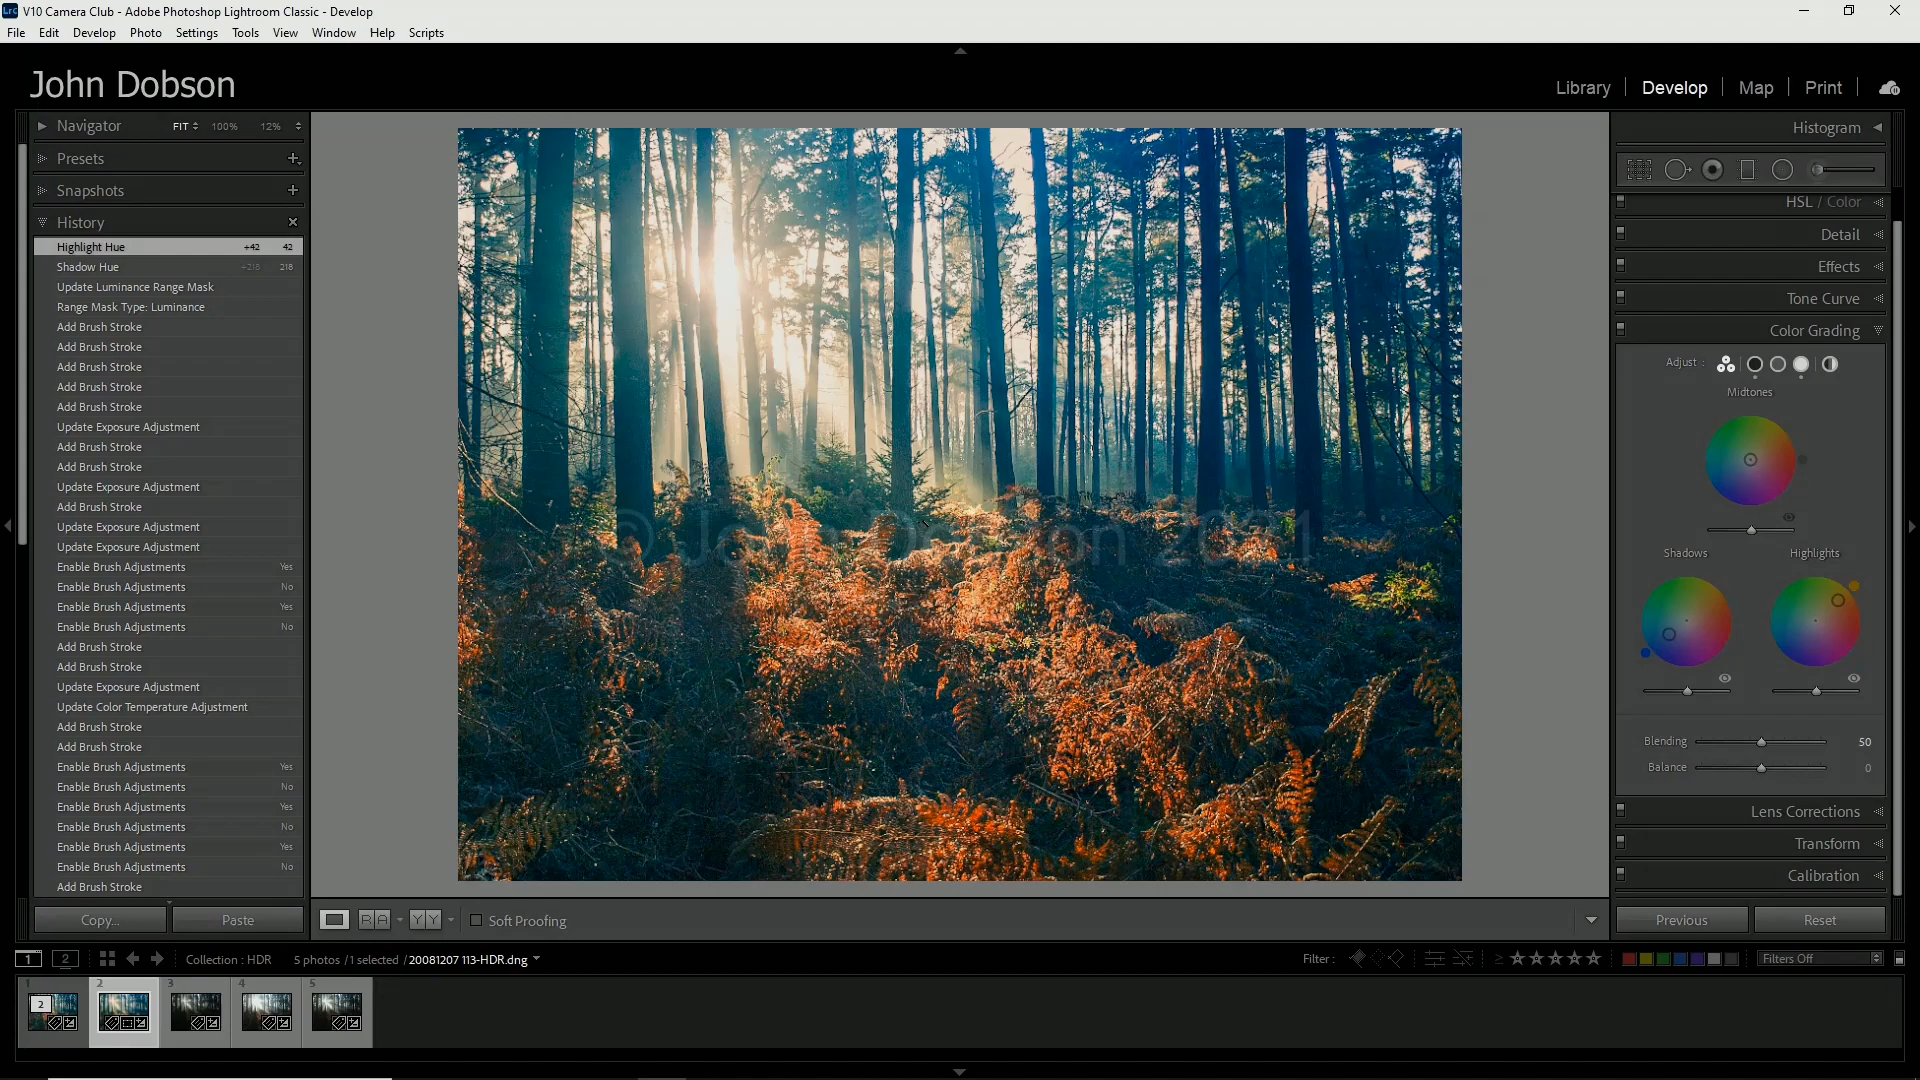 Lrc V10 Camera Club - Adobe Photoshop Lightroom Classic - Develop
File Edit Develop Photo Settings Tools View Window Help Scripts
John Dobson
Library Develop Map Print
Navigator FIT 100% 12%
Presets
Snapshots
History
Highlight Hue +42 42
Shadow Hue +218 218
Update Luminance Range Mask
Range Mask Type: Luminance
Add Brush Stroke
Add Brush Stroke
Add Brush Stroke
Add Brush Stroke
Add Brush Stroke
Update Exposure Adjustment
Add Brush Stroke
Add Brush Stroke
Update Exposure Adjustment
Add Brush Stroke
Update Exposure Adjustment
Update Exposure Adjustment
Enable Brush Adjustments Yes
Enable Brush Adjustments No
Enable Brush Adjustments Yes
Enable Brush Adjustments No
Add Brush Stroke
Add Brush Stroke
Update Exposure Adjustment
Update Color Temperature Adjustment
Add Brush Stroke
Add Brush Stroke
Enable Brush Adjustments Yes
Enable Brush Adjustments No
Enable Brush Adjustments Yes
Enable Brush Adjustments No
Enable Brush Adjustments Yes
Enable Brush Adjustments No
Add Brush Stroke
Copy... Paste
© John Dobson 2021
Histogram
HSL / Color
Detail
Effects
Tone Curve
Color Grading
Adjust :
Midtones
Shadows Highlights
Blending 50
Balance 0
Lens Corrections
Transform
Calibration
Previous Reset
R A Y Y Soft Proofing
1 2 Collection : HDR 5 photos / 1 selected / 20081207 113-HDR.dng Filter : ≥ Filters Off
1 2 3 4 5
2